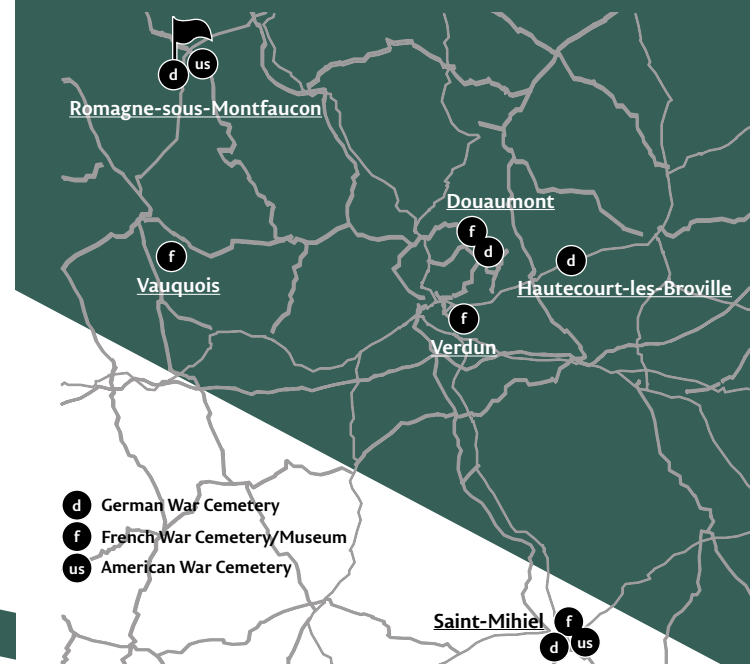 d
us
Romagne-sous-Montfaucon
Douaumont
f
d
f
Vauquois
d
Hautecourt-les-Broville
f
Verdun
d German War Cemetery
f French War Cemetery/Museum
us American War Cemetery
Saint-Mihiel
f
d
us